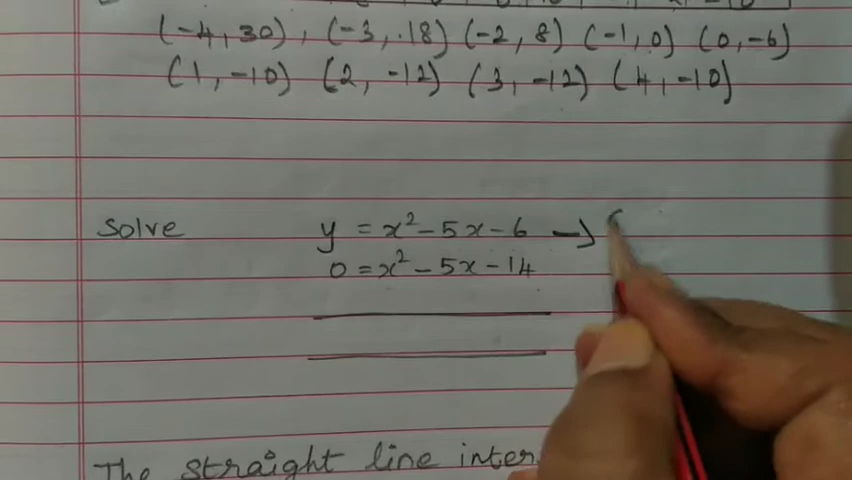 (-4, 30), (-3, 18) (-2, 8) (-1, 0) (0, -6)
(1, -10) (2, -12) (3, -12) (4, -10)
Solve y = x² - 5x - 6 →
0 = x² - 5x - 14
The straight line inter